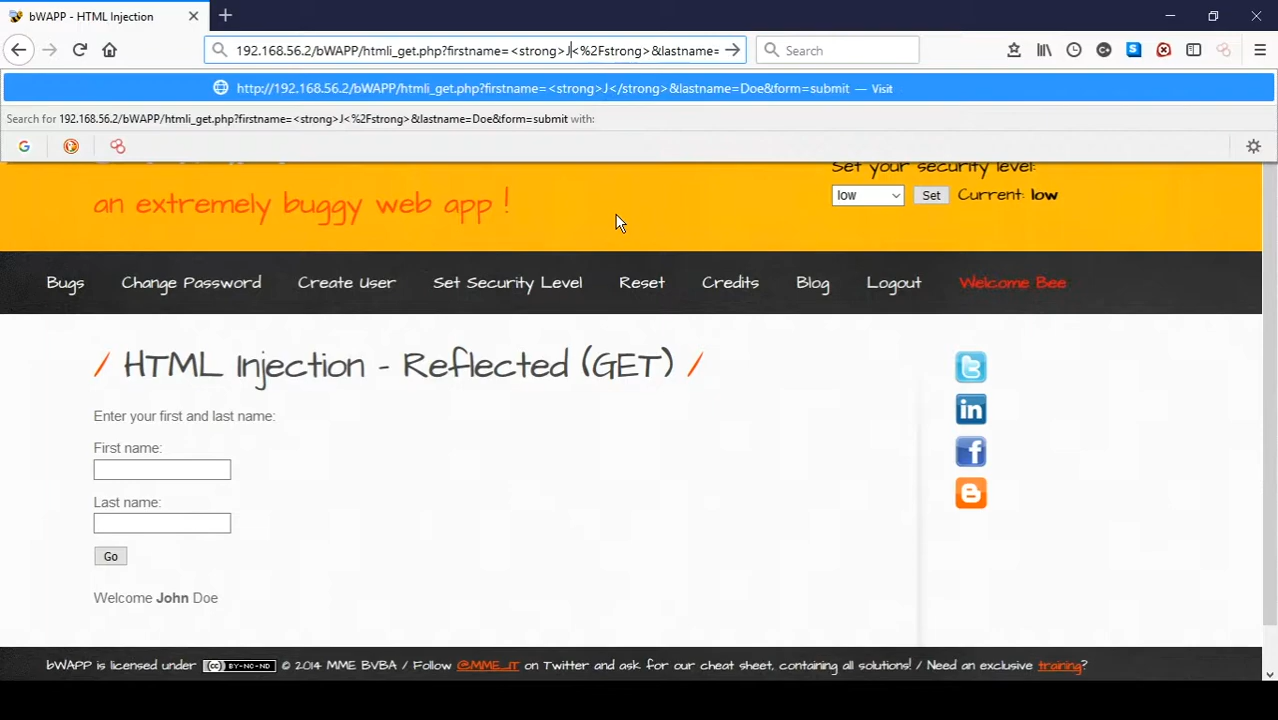 bWAPP - HTML Injection
192.168.56.2/bWAPP/htmli_get.php?firstname=<strong>J<%2Fstrong>&lastname=
Search
http://192.168.56.2/bWAPP/htmli_get.php?firstname=<strong>J</strong>&lastname=Doe&form=submit — Visit
Search for 192.168.56.2/bWAPP/htmli_get.php?firstname=<strong>J<%2Fstrong>&lastname=Doe&form=submit with:
Set your security level:
an extremely buggy web app !
low Set Current: low
Bugs Change Password Create User Set Security Level Reset Credits Blog Logout Welcome Bee
/ HTML Injection - Reflected (GET) /
Enter your first and last name:
First name:
Last name:
Go
Welcome John Doe
bWAPP is licensed under CC BY-NC-ND © 2014 MME BVBA / Follow @MME_IT on Twitter and ask for our cheat sheet, containing all solutions! / Need an exclusive training?